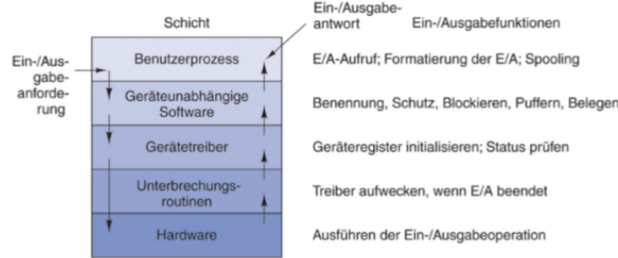 Schicht
Ein-/Ausgabe-
antwort
Ein-/Ausgabefunktionen
Ein-/Aus-
gabe-
anforde-
rung
Benutzerprozess
E/A-Aufruf; Formatierung der E/A; Spooling
Geräteunabhängige
Software
Benennung, Schutz, Blockieren, Puffern, Belegen
Gerätetreiber
Geräteregister initialisieren; Status prüfen
Unterbrechungs-
routinen
Treiber aufwecken, wenn E/A beendet
Hardware
Ausführen der Ein-/Ausgabeoperation